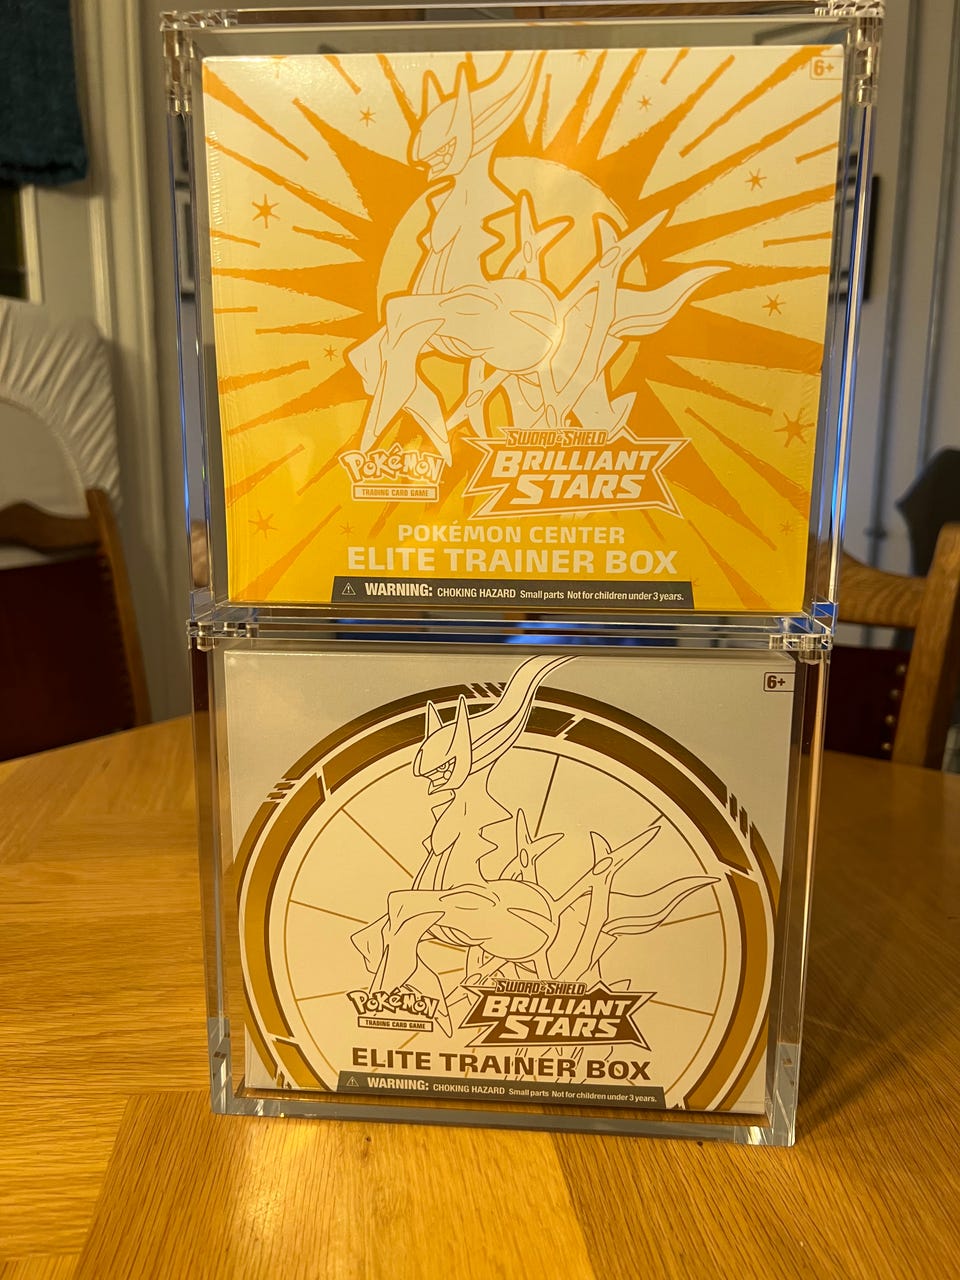 6+
Pokémon
TRADING CARD GAME
SWORD & SHIELD
BRILLIANT
STARS
POKÉMON CENTER
ELITE TRAINER BOX
WARNING: CHOKING HAZARD Small parts Not for children under 3 years.
6+
Pokémon
TRADING CARD GAME
SWORD & SHIELD
BRILLIANT
STARS
ELITE TRAINER BOX
WARNING: CHOKING HAZARD Small parts Not for children under 3 years.